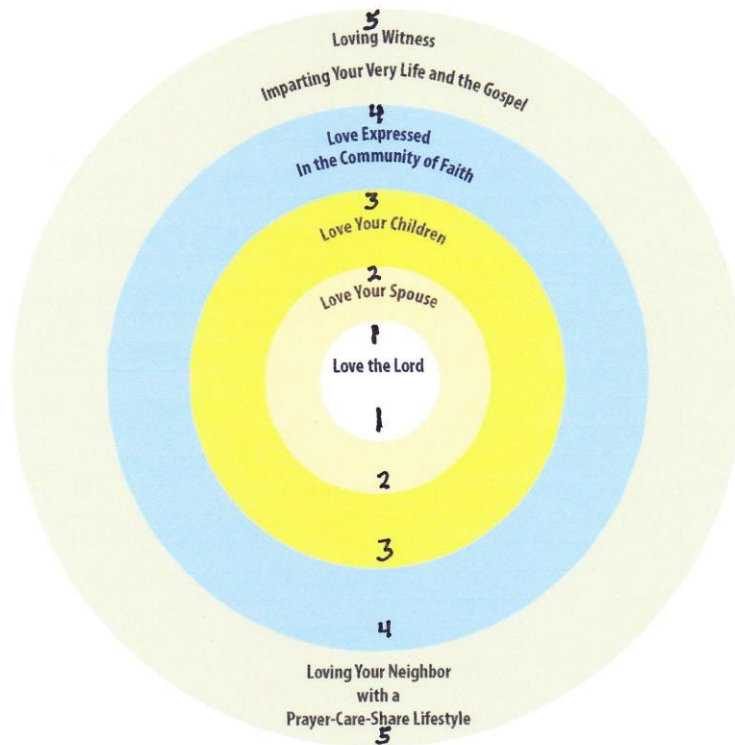 5
Loving Witness
Imparting Your Very Life and the Gospel
4
Love Expressed
In the Community of Faith
3
Love Your Children
2
Love Your Spouse
1
Love the Lord
1
2
3
4
Loving Your Neighbor
with a
Prayer-Care-Share Lifestyle
5